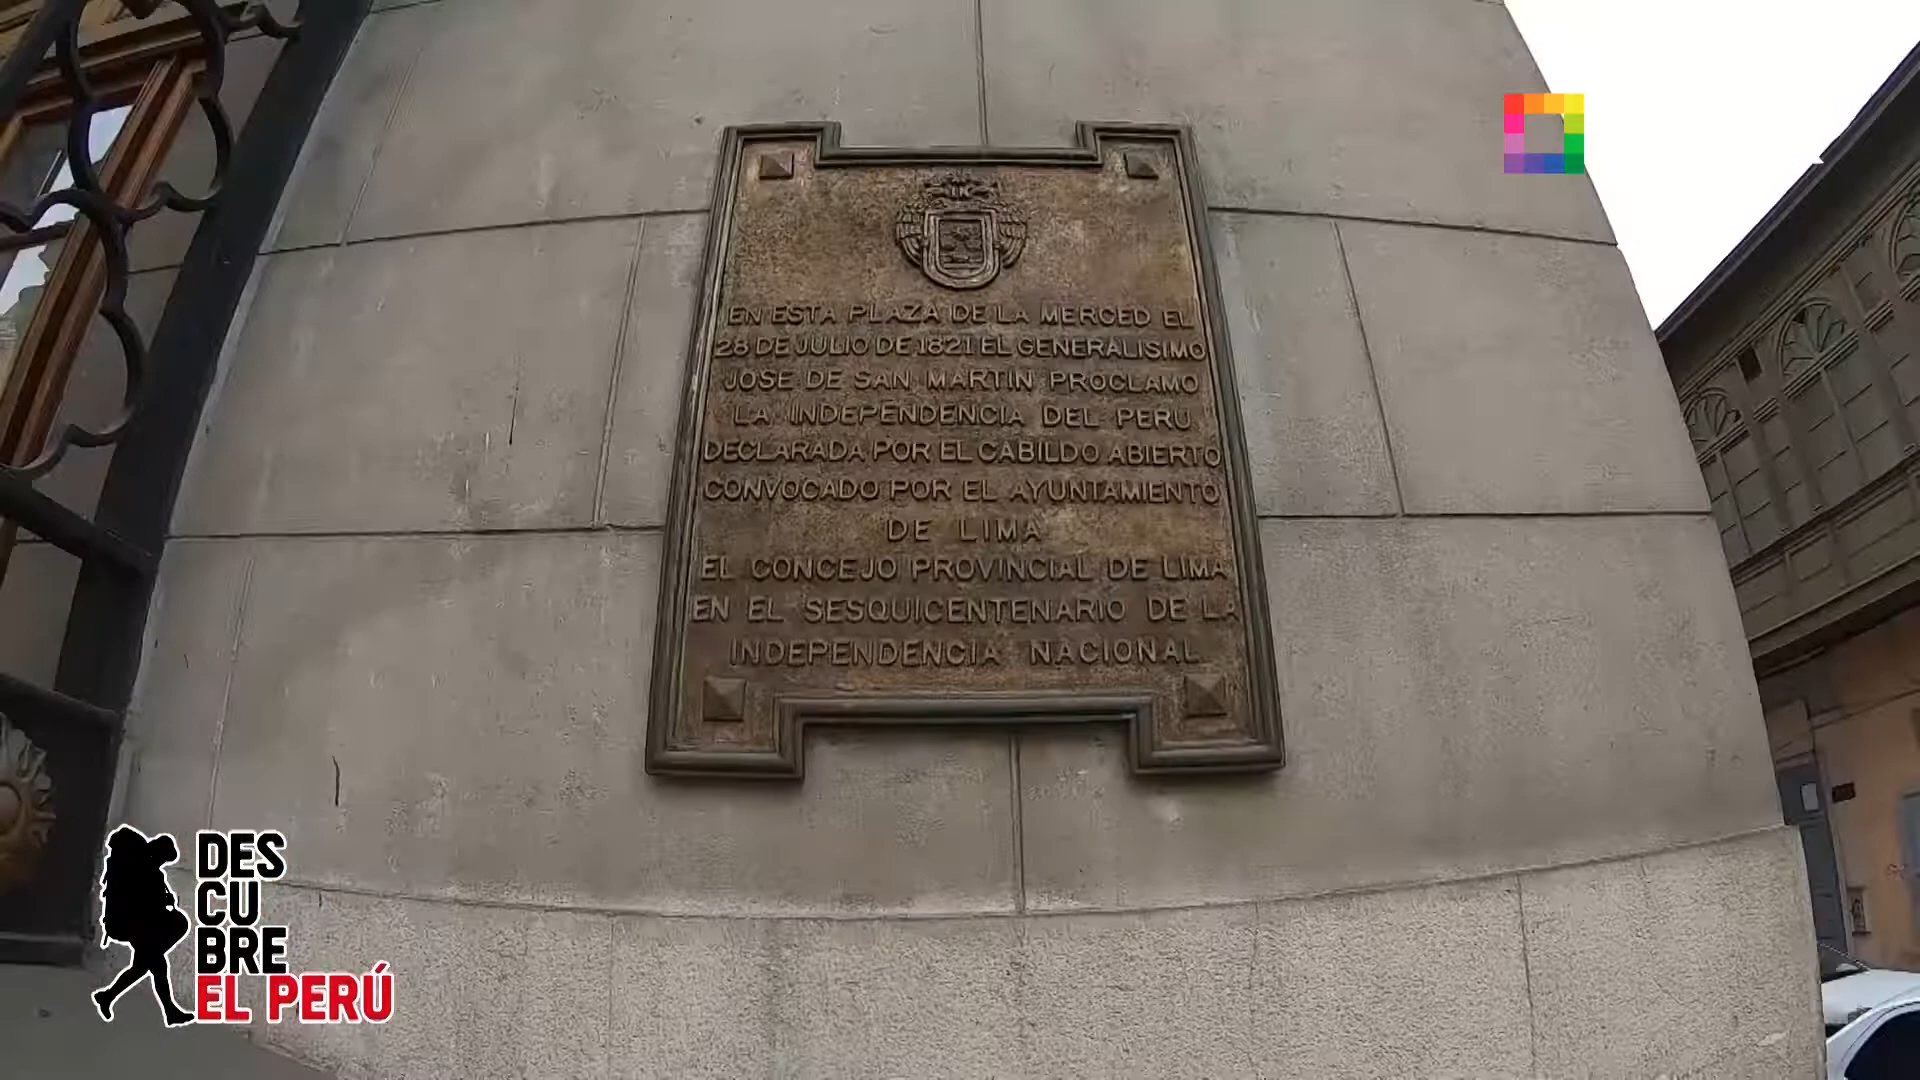 EN ESTA PLAZA DE LA MERCED EL
28 DE JULIO DE 1821 EL GENERALISIMO
JOSE DE SAN MARTIN PROCLAMO
LA INDEPENDENCIA DEL PERU
DECLARADA POR EL CABILDO ABIERTO
CONVOCADO POR EL AYUNTAMIENTO
DE LIMA
EL CONCEJO PROVINCIAL DE LIMA
EN EL SESQUICENTENARIO DE LA
INDEPENDENCIA NACIONAL
DES
CU
BRE
EL PERÚ